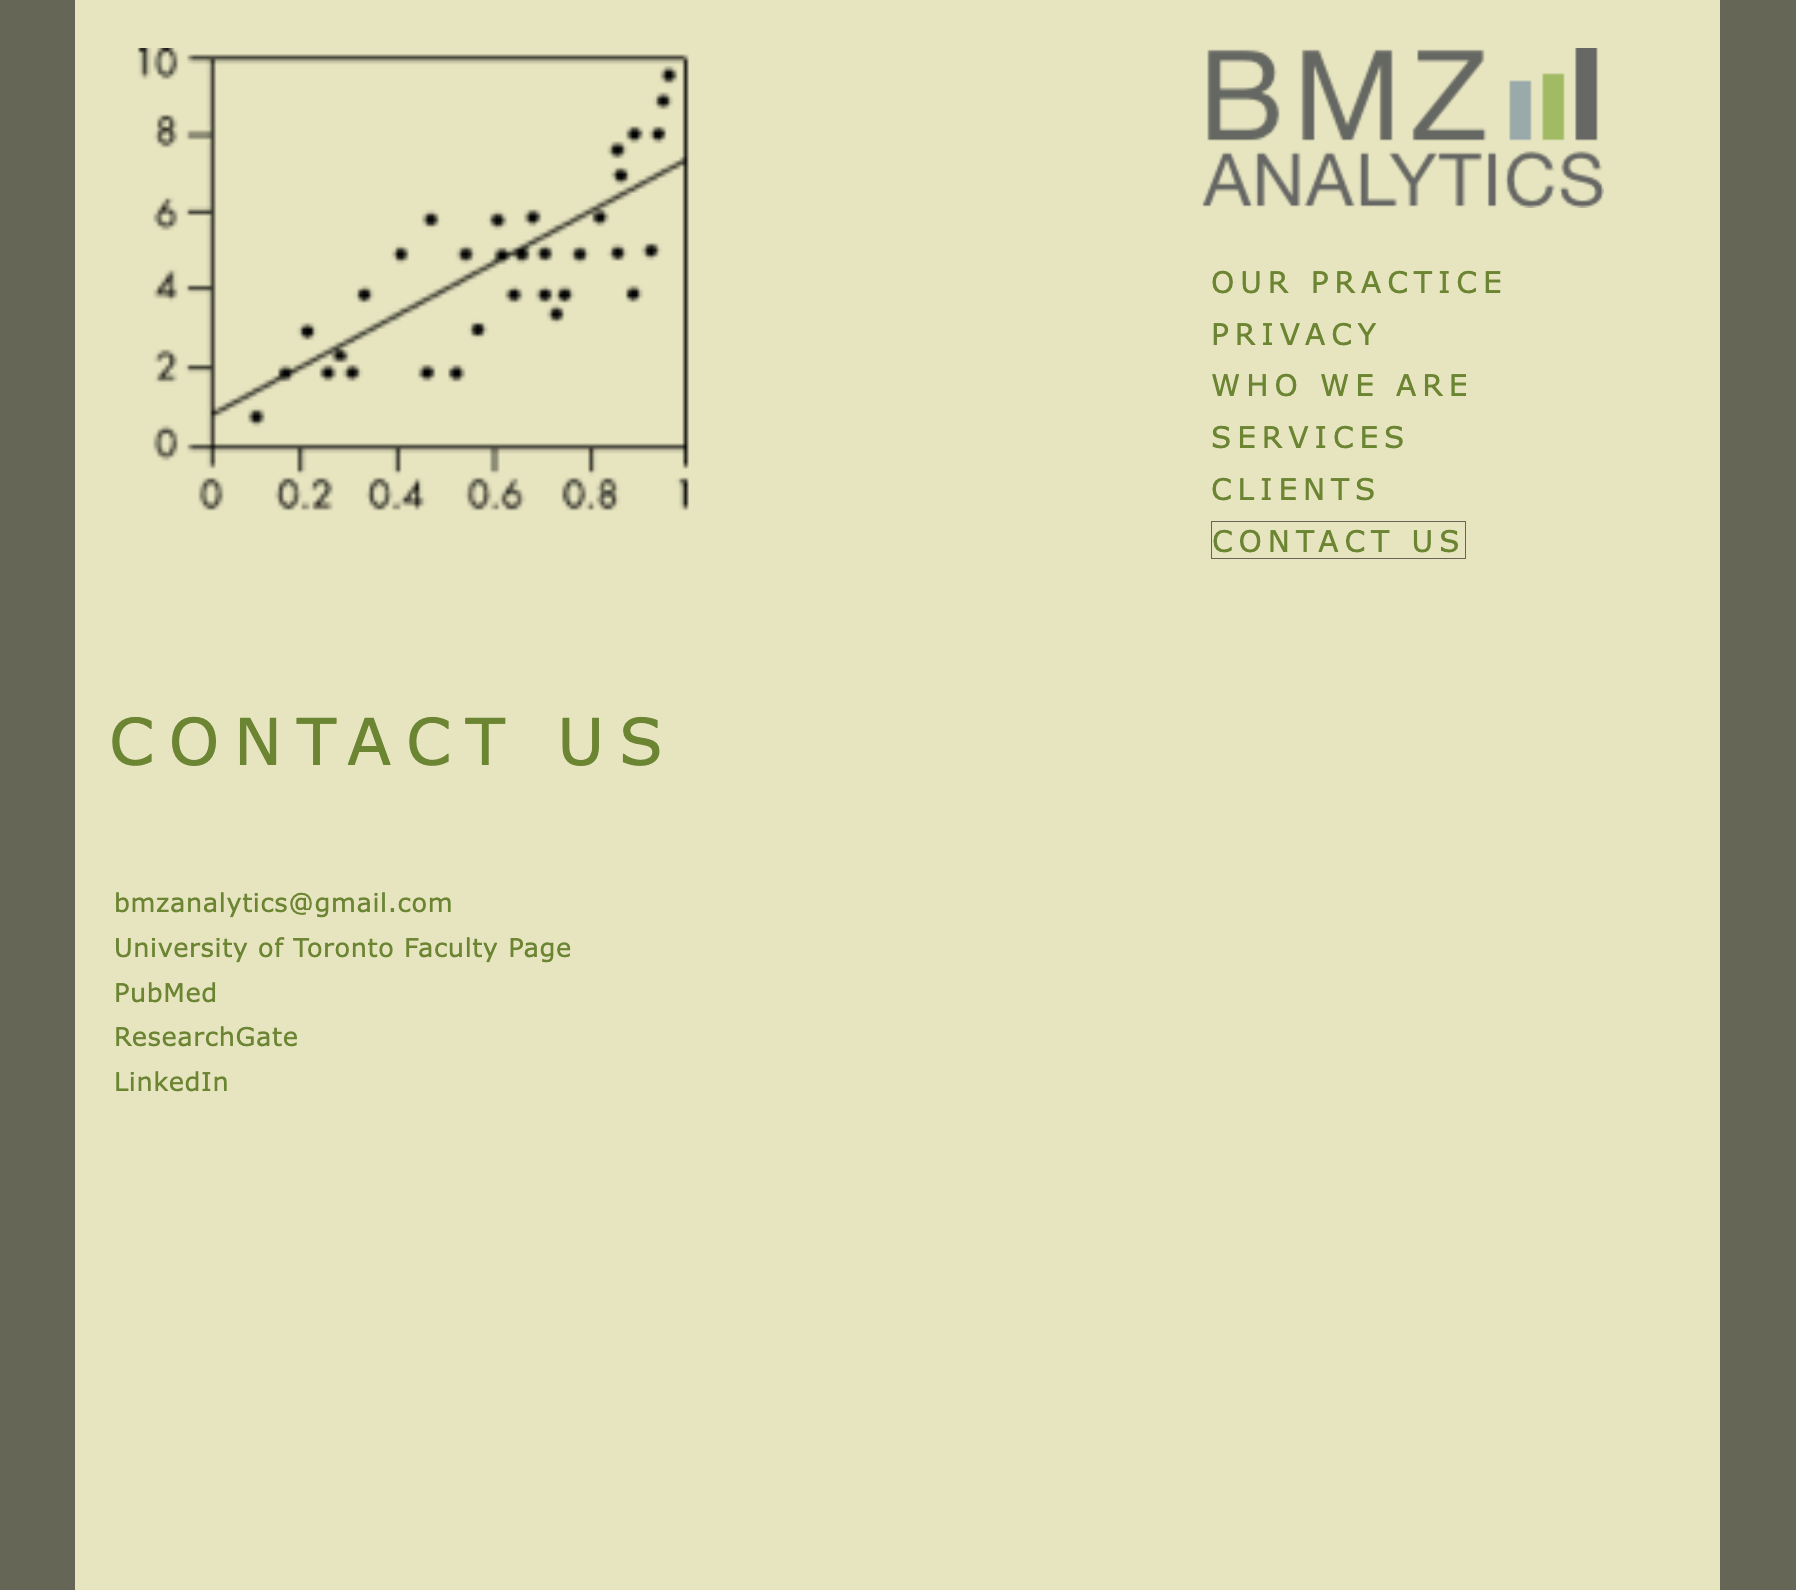 10
8
6
4
2
0
0 0.2 0.4 0.6 0.8 1
BMZ
ANALYTICS
OUR PRACTICE
PRIVACY
WHO WE ARE
SERVICES
CLIENTS
CONTACT US
CONTACT US
bmzanalytics@gmail.com
University of Toronto Faculty Page
PubMed
ResearchGate
LinkedIn